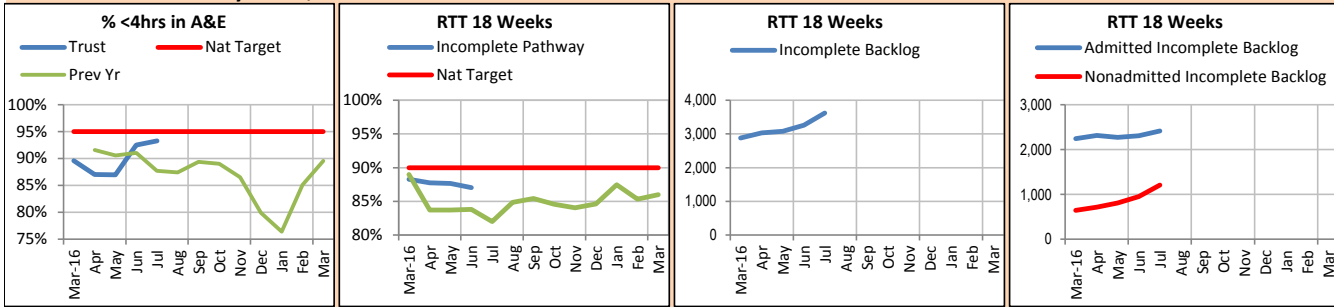 % <4hrs in A&E
Trust
Nat Target
Prev Yr
100%
95%
90%
85%
80%
75%
Mar-16
Apr
May
Jun
Jul
Aug
Sep
Oct
Nov
Dec
Jan
Feb
Mar
RTT 18 Weeks
Incomplete Pathway
Nat Target
100%
95%
90%
85%
80%
Mar-16
Apr
May
Jun
Jul
Aug
Sep
Oct
Nov
Dec
Jan
Feb
Mar
RTT 18 Weeks
Incomplete Backlog
4,000
3,000
2,000
1,000
0
Mar-16
Apr
May
Jun
Jul
Aug
Sep
Oct
Nov
Dec
Jan
Feb
Mar
RTT 18 Weeks
Admitted Incomplete Backlog
Nonadmitted Incomplete Backlog
3,000
2,000
1,000
0
Mar-16
Apr
May
Jun
Jul
Aug
Sep
Oct
Nov
Dec
Jan
Feb
Mar